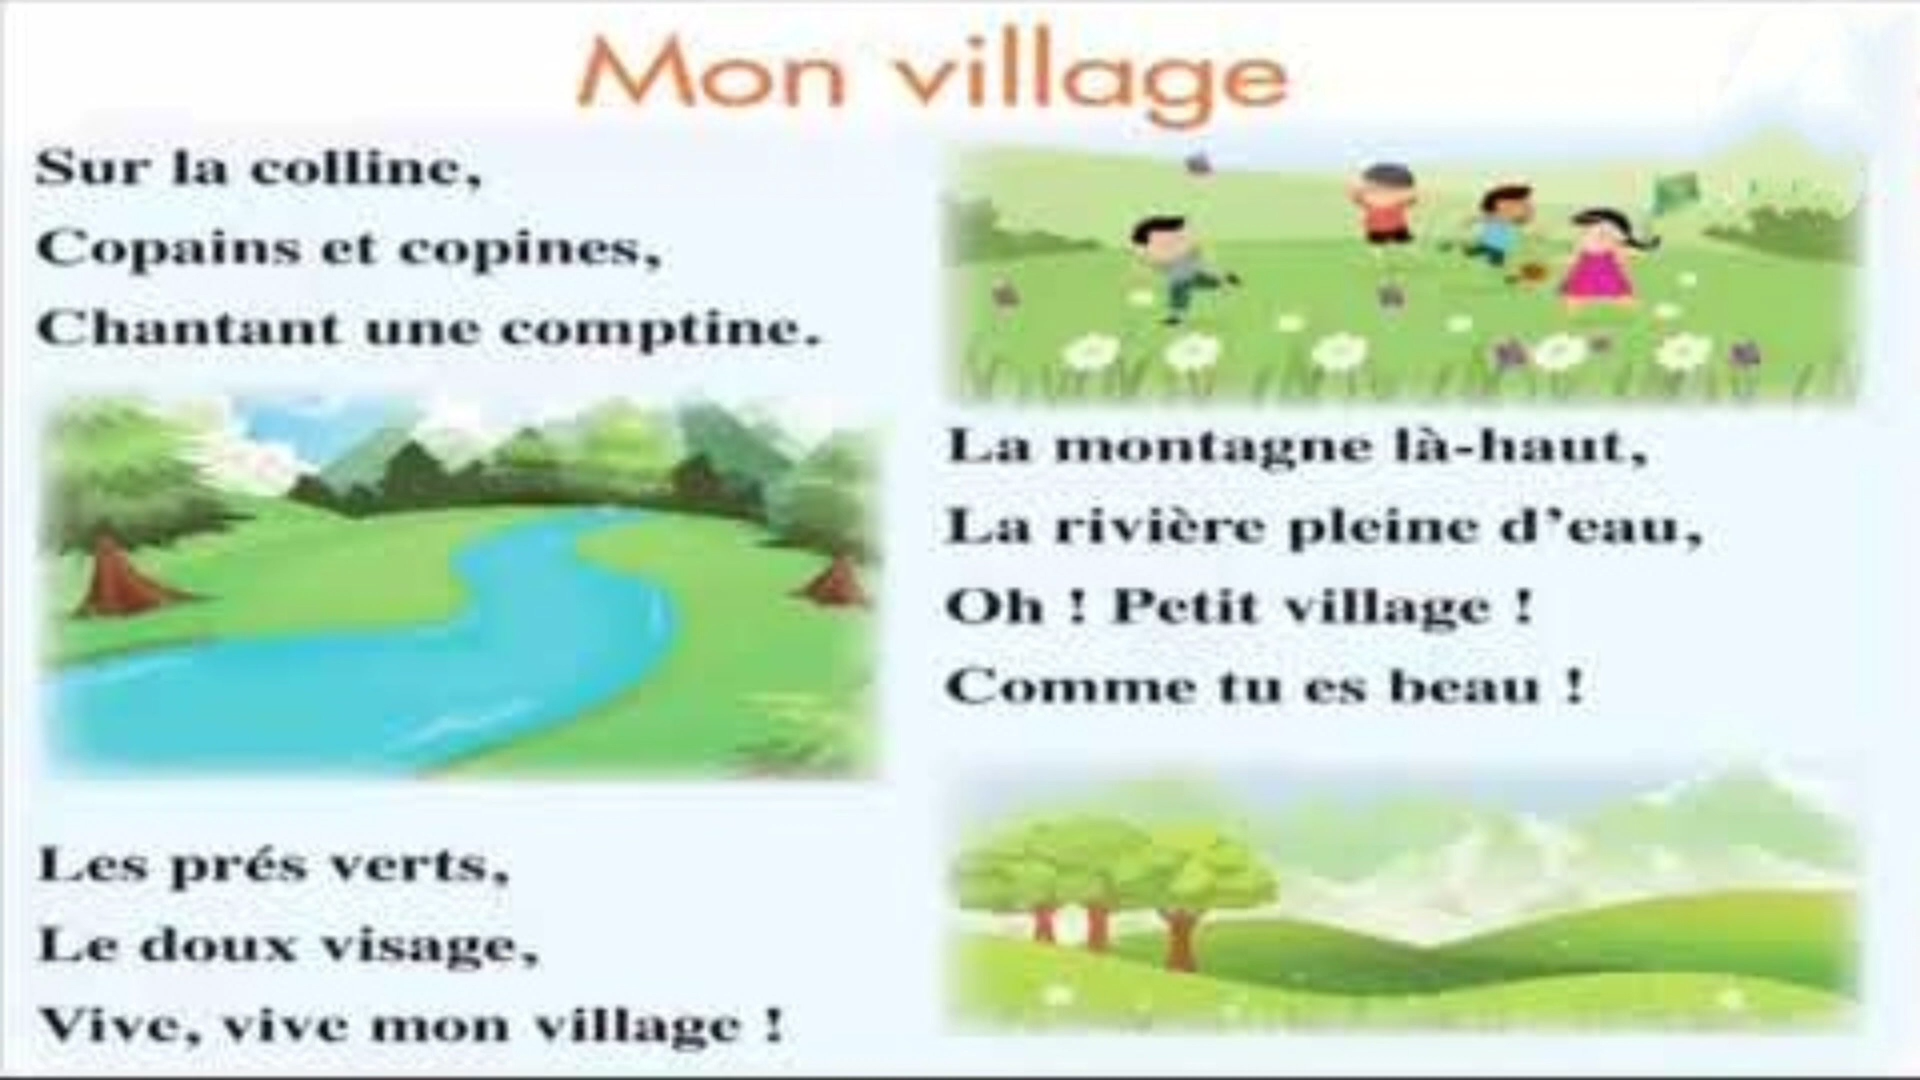 Mon village
Sur la colline,
Copains et copines,
Chantant une comptine.
La montagne là-haut,
La rivière pleine d’eau,
Oh ! Petit village !
Comme tu es beau !
Les prés verts,
Le doux visage,
Vive, vive mon village !